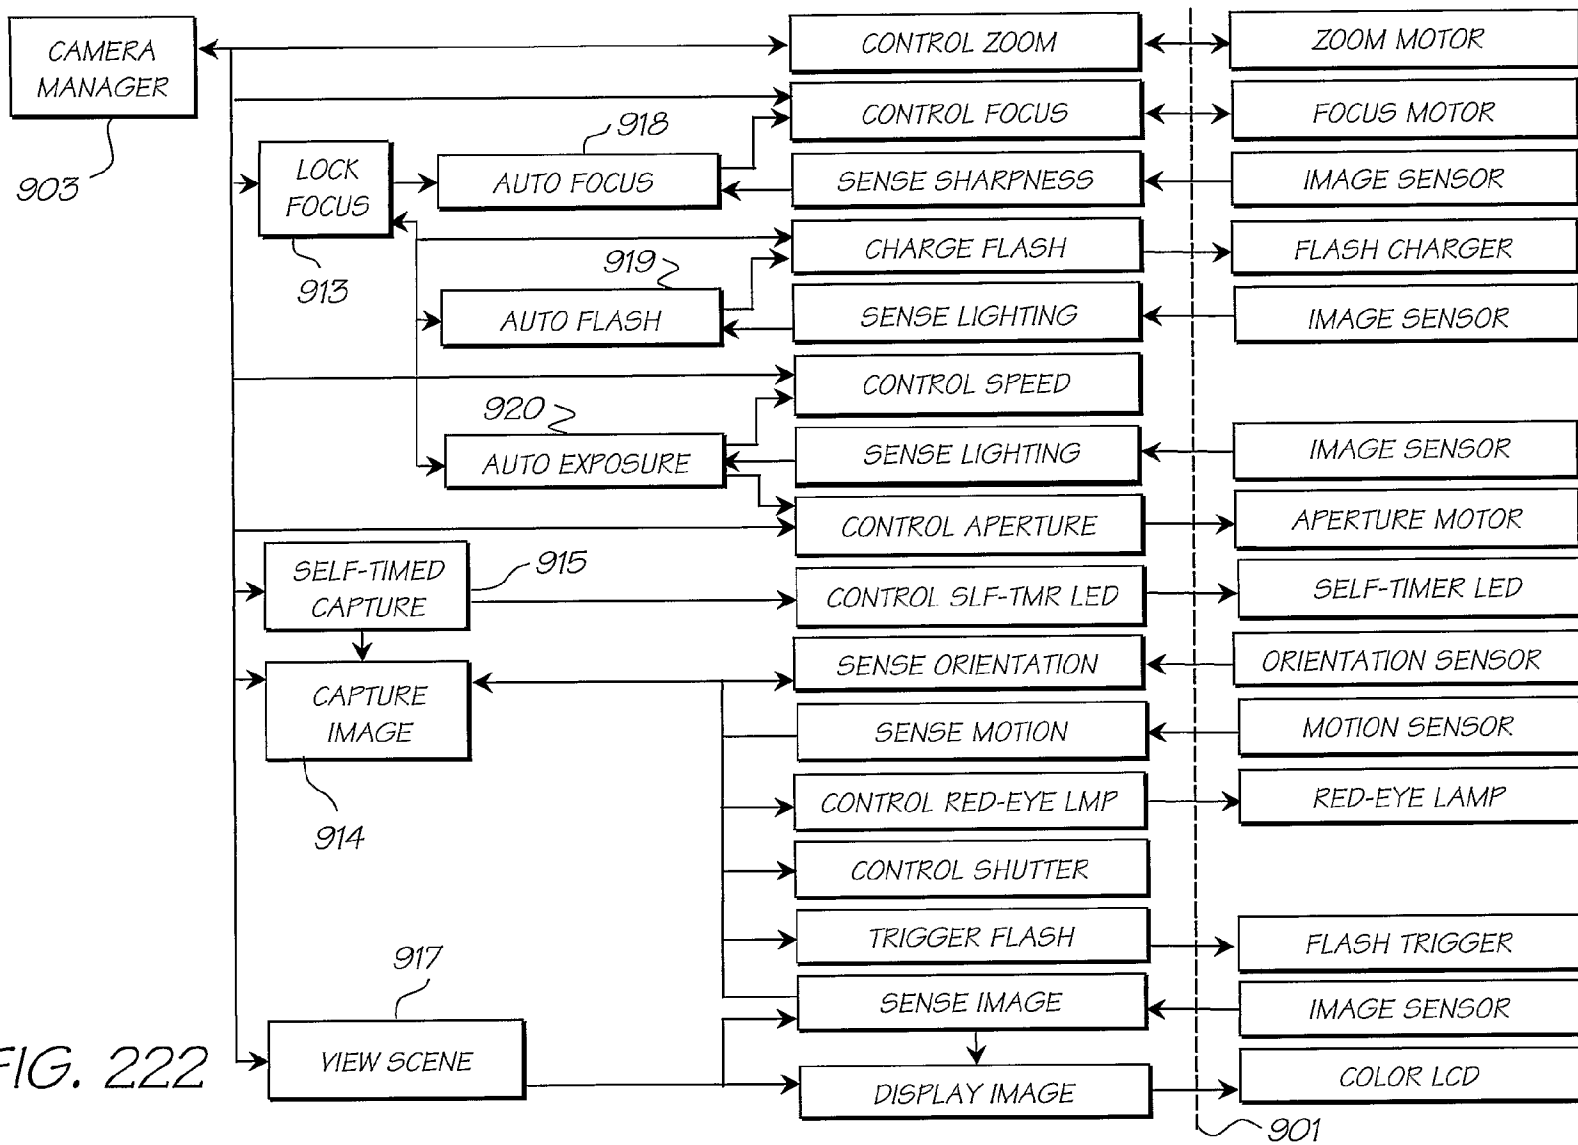 CAMERA
MANAGER
903
CONTROL ZOOM
ZOOM MOTOR
CONTROL FOCUS
FOCUS MOTOR
918
LOCK
FOCUS
913
AUTO FOCUS
SENSE SHARPNESS
IMAGE SENSOR
CHARGE FLASH
FLASH CHARGER
919
AUTO FLASH
SENSE LIGHTING
IMAGE SENSOR
CONTROL SPEED
920
AUTO EXPOSURE
SENSE LIGHTING
IMAGE SENSOR
CONTROL APERTURE
APERTURE MOTOR
SELF-TIMED
CAPTURE
915
CONTROL SLF-TMR LED
SELF-TIMER LED
CAPTURE
IMAGE
914
SENSE ORIENTATION
ORIENTATION SENSOR
SENSE MOTION
MOTION SENSOR
CONTROL RED-EYE LMP
RED-EYE LAMP
CONTROL SHUTTER
TRIGGER FLASH
FLASH TRIGGER
917
SENSE IMAGE
IMAGE SENSOR
VIEW SCENE
DISPLAY IMAGE
COLOR LCD
901
FIG. 222